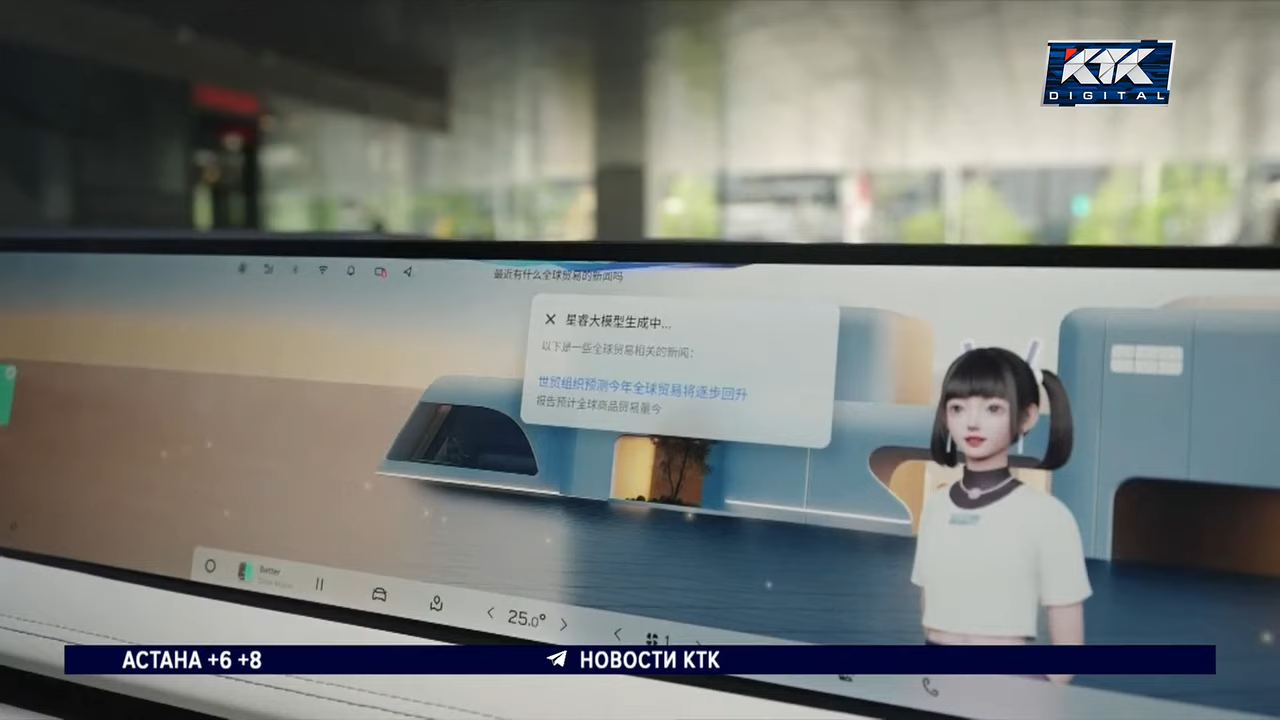 КТК
DIGITAL
最近有什么全球贸易的新闻吗
星睿大模型生成中...
以下是一些全球贸易相关的新闻：
世贸组织预测今年全球贸易将逐步回升
报告预计全球商品贸易量今
Better
25.0°
1
АСТАНА +6 +8
НОВОСТИ КТК